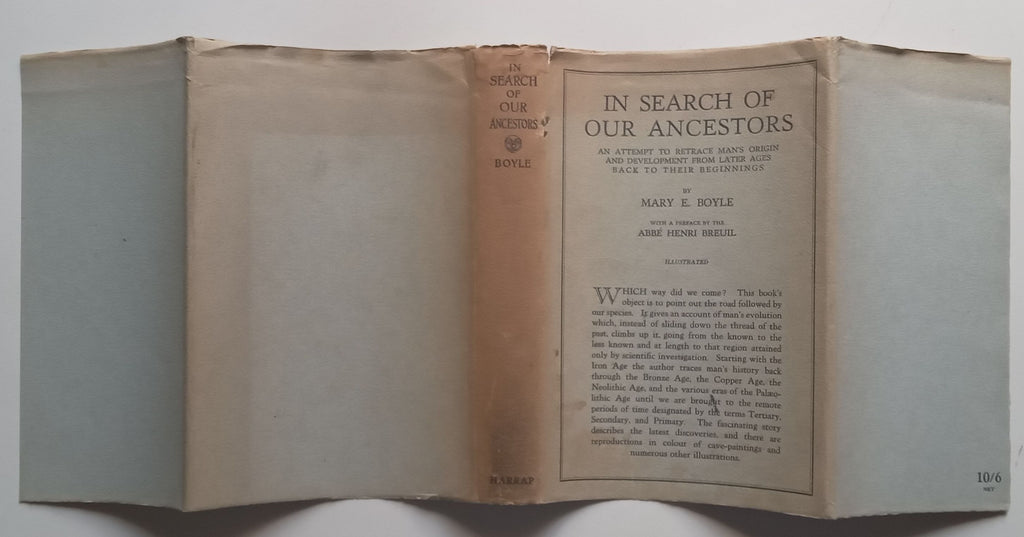 IN
SEARCH
OF
OUR
ANCESTORS
BOYLE
HARRAP
IN SEARCH OF
OUR ANCESTORS
AN ATTEMPT TO RETRACE MAN'S ORIGIN
AND DEVELOPMENT FROM LATER AGES
BACK TO THEIR BEGINNINGS
BY
MARY E. BOYLE
WITH A PREFACE BY THE
ABBÉ HENRI BREUIL
ILLUSTRATED
WHICH way did we come? This book's
object is to point out the road followed by
our species. It gives an account of man's evolution
which, instead of sliding down the thread of the
past, climbs up it, going from the known to the
less known and at length to that region attained
only by scientific investigation. Starting with the
Iron Age the author traces man's history back
through the Bronze Age, the Copper Age, the
Neolithic Age, and the various eras of the Palæo-
lithic Age until we are brought to the remote
periods of time designated by the terms Tertiary,
Secondary, and Primary. The fascinating story
describes the latest discoveries, and there are
reproductions in colour of cave-paintings and
numerous other illustrations.
10/6
NET